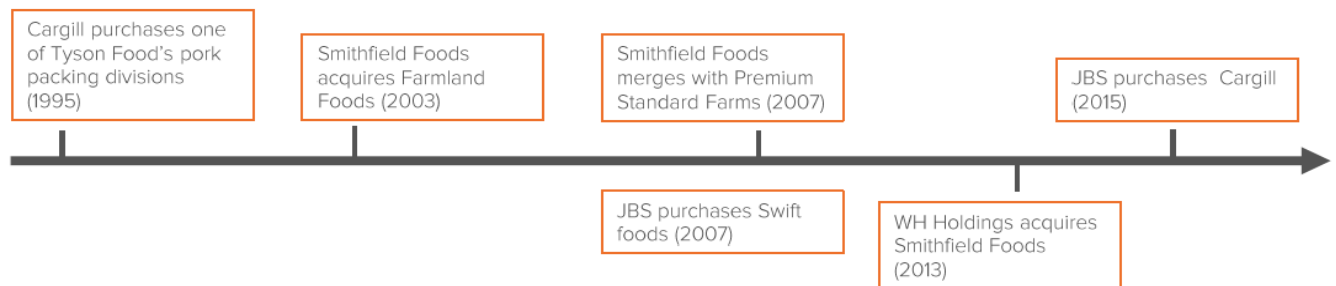 Cargill purchases one
of Tyson Food's pork
packing divisions
(1995)
Smithfield Foods
acquires Farmland
Foods (2003)
Smithfield Foods
merges with Premium
Standard Farms (2007)
JBS purchases Cargill
(2015)
JBS purchases Swift
foods (2007)
WH Holdings acquires
Smithfield Foods
(2013)